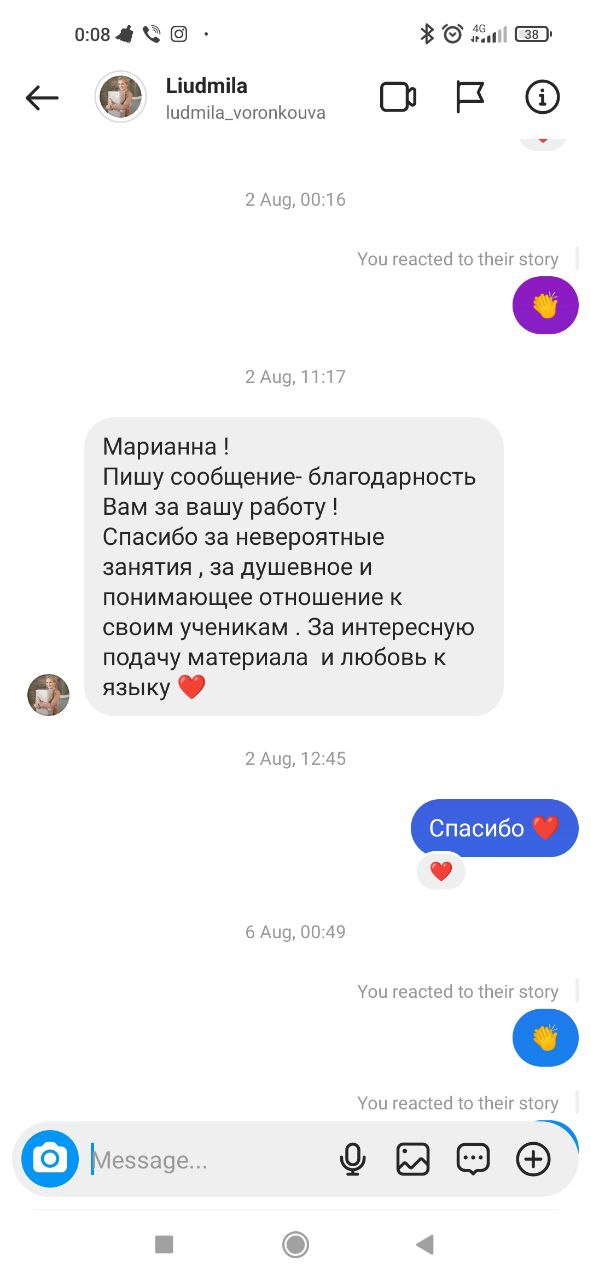 0:08
4G
38
Liudmila
ludmila_voronkouva
2 Aug, 00:16
You reacted to their story
👏
2 Aug, 11:17
Марианна !
Пишу сообщение- благодарность
Вам за вашу работу !
Спасибо за невероятные
занятия , за душевное и
понимающее отношение к
своим ученикам . За интересную
подачу материала  и любовь к
языку ❤️
2 Aug, 12:45
Спасибо ❤️
❤️
6 Aug, 00:49
You reacted to their story
👏
You reacted to their story
Message...